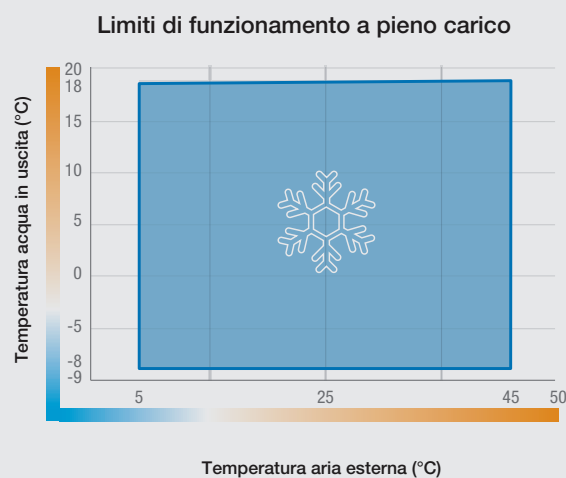 Limiti di funzionamento a pieno carico
Temperatura acqua in uscita (°C)
20
18
15
10
5
0
-5
-8
-9
5 25 45 50
Temperatura aria esterna (°C)